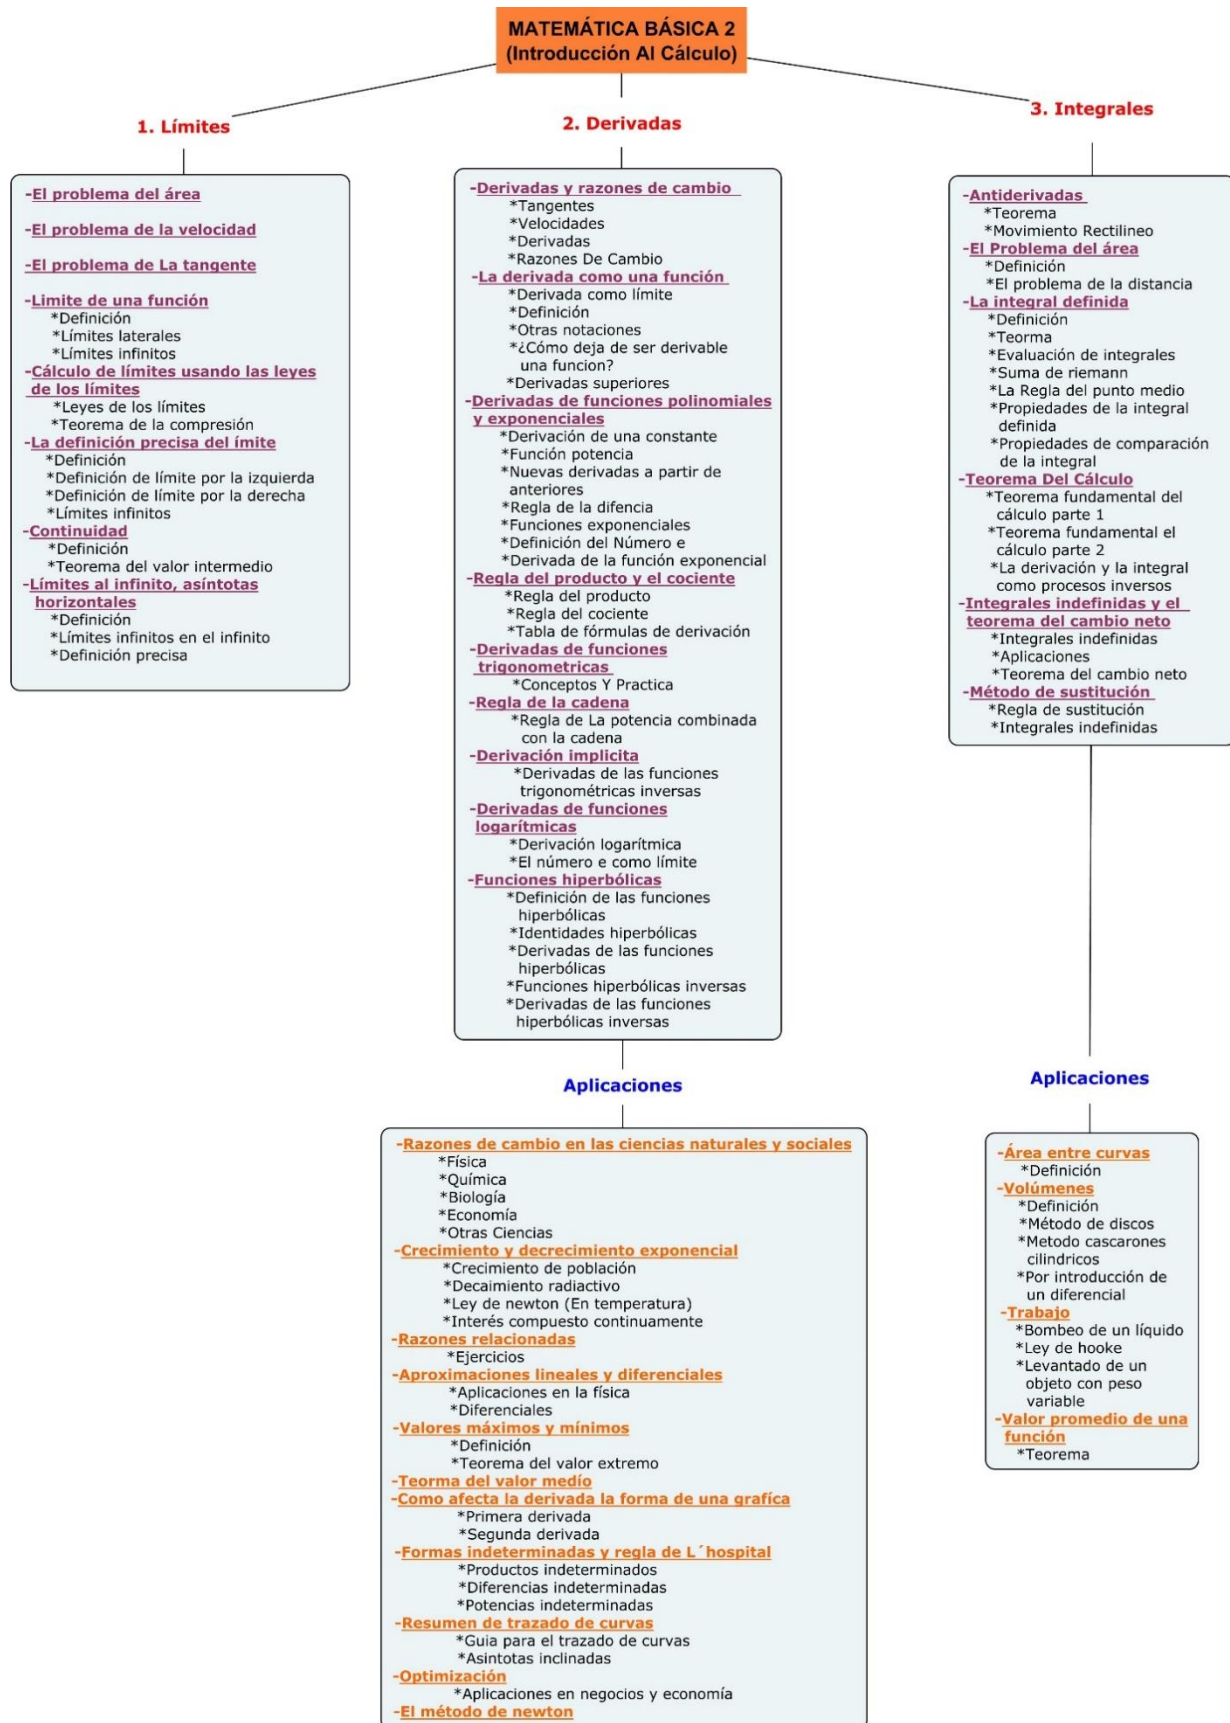 MATEMÁTICA BÁSICA 2
(Introducción Al Cálculo)
1. Límites
-El problema del área
-El problema de la velocidad
-El problema de La tangente
-Limite de una función
*Definición
*Límites laterales
*Límites infinitos
-Cálculo de límites usando las leyes
de los límites
*Leyes de los límites
*Teorema de la compresión
-La definición precisa del ímite
*Definición
*Definición de límite por la izquierda
*Definición de límite por la derecha
*Límites infinitos
-Continuidad
*Definición
*Teorema del valor intermedio
-Límites al infinito, asíntotas
horizontales
*Definición
*Límites infinitos en el infinito
*Definición precisa
2. Derivadas
-Derivadas y razones de cambio
*Tangentes
*Velocidades
*Derivadas
*Razones De Cambio
-La derivada como una función
*Derivada como límite
*Definición
*Otras notaciones
*¿Cómo deja de ser derivable
una funcion?
*Derivadas superiores
-Derivadas de funciones polinomiales
y exponenciales
*Derivación de una constante
*Función potencia
*Nuevas derivadas a partir de
anteriores
*Regla de la difencia
*Funciones exponenciales
*Definición del Número e
*Derivada de la función exponencial
-Regla del producto y el cociente
*Regla del producto
*Regla del cociente
*Tabla de fórmulas de derivación
-Derivadas de funciones
trigonometricas
*Conceptos Y Practica
-Regla de la cadena
*Regla de La potencia combinada
con la cadena
-Derivación implicita
*Derivadas de las funciones
trigonométricas inversas
-Derivadas de funciones
logarítmicas
*Derivación logarítmica
*El número e como límite
-Funciones hiperbólicas
*Definición de las funciones
hiperbólicas
*Identidades hiperbólicas
*Derivadas de las funciones
hiperbólicas
*Funciones hiperbólicas inversas
*Derivadas de las funciones
hiperbólicas inversas
Aplicaciones
-Razones de cambio en las ciencias naturales y sociales
*Física
*Química
*Biología
*Economía
*Otras Ciencias
-Crecimiento y decrecimiento exponencial
*Crecimiento de población
*Decaimiento radiactivo
*Ley de newton (En temperatura)
*Interés compuesto continuamente
-Razones relacionadas
*Ejercicios
-Aproximaciones lineales y diferenciales
*Aplicaciones en la física
*Diferenciales
-Valores máximos y mínimos
*Definición
*Teorema del valor extremo
-Teorma del valor medío
-Como afecta la derivada la forma de una grafíca
*Primera derivada
*Segunda derivada
-Formas indeterminadas y regla de L´hospital
*Productos indeterminados
*Diferencias indeterminadas
*Potencias indeterminadas
-Resumen de trazado de curvas
*Guia para el trazado de curvas
*Asintotas inclinadas
-Optimización
*Aplicaciones en negocios y economía
-El método de newton
3. Integrales
-Antiderivadas
*Teorema
*Movimiento Rectilineo
-El Problema del área
*Definición
*El problema de la distancia
-La integral definida
*Definición
*Teorma
*Evaluación de integrales
*Suma de riemann
*La Regla del punto medio
*Propiedades de la integral
definida
*Propiedades de comparación
de la integral
-Teorema Del Cálculo
*Teorema fundamental del
cálculo parte 1
*Teorema fundamental el
cálculo parte 2
*La derivación y la integral
como procesos inversos
-Integrales indefinidas y el
teorema del cambio neto
*Integrales indefinidas
*Aplicaciones
*Teorema del cambio neto
-Método de sustitución
*Regla de sustitución
*Integrales indefinidas
Aplicaciones
-Área entre curvas
*Definición
-Volúmenes
*Definición
*Método de discos
*Metodo cascarones
cilindricos
*Por introducción de
un diferencial
-Trabajo
*Bombeo de un líquido
*Ley de hooke
*Levantado de un
objeto con peso
variable
-Valor promedio de una
función
*Teorema